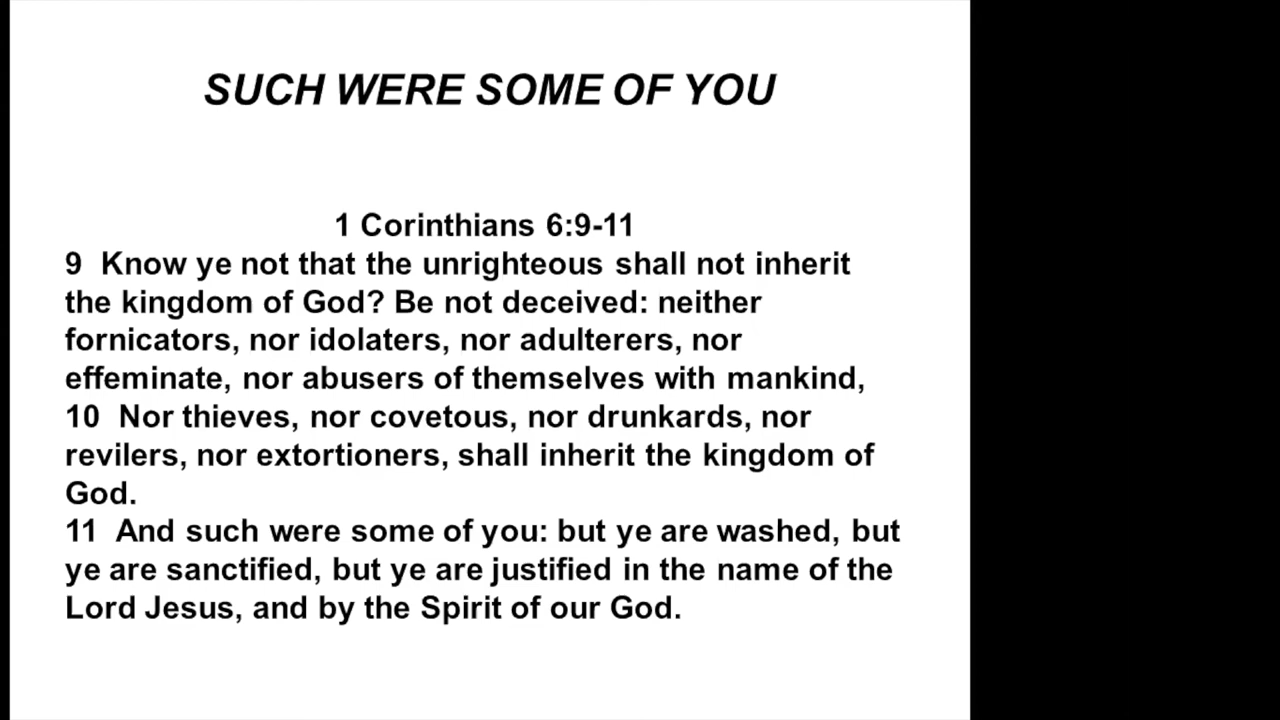 SUCH WERE SOME OF YOU
1 Corinthians 6:9-11
9 Know ye not that the unrighteous shall not inherit
the kingdom of God? Be not deceived: neither
fornicators, nor idolaters, nor adulterers, nor
effeminate, nor abusers of themselves with mankind,
10 Nor thieves, nor covetous, nor drunkards, nor
revilers, nor extortioners, shall inherit the kingdom of
God.
11 And such were some of you: but ye are washed, but
ye are sanctified, but ye are justified in the name of the
Lord Jesus, and by the Spirit of our God.